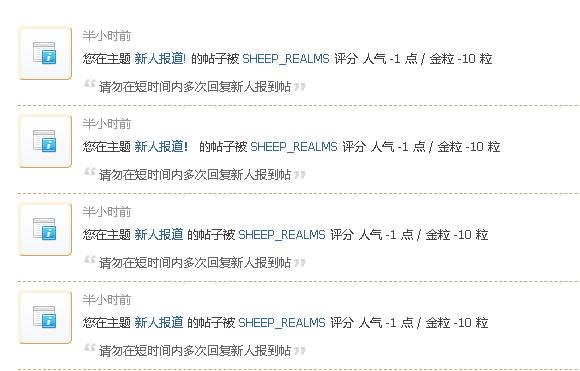 半小时前
您在主题 新人报道! 的帖子被 SHEEP_REALMS 评分 人气 -1 点 / 金粒 -10 粒
“ 请勿在短时间内多次回复新人报到帖 ”
半小时前
您在主题 新人报道！ 的帖子被 SHEEP_REALMS 评分 人气 -1 点 / 金粒 -10 粒
“ 请勿在短时间内多次回复新人报到帖 ”
半小时前
您在主题 新人报道 的帖子被 SHEEP_REALMS 评分 人气 -1 点 / 金粒 -10 粒
“ 请勿在短时间内多次回复新人报到帖 ”
半小时前
您在主题 新人报道 的帖子被 SHEEP_REALMS 评分 人气 -1 点 / 金粒 -10 粒
“ 请勿在短时间内多次回复新人报到帖 ”